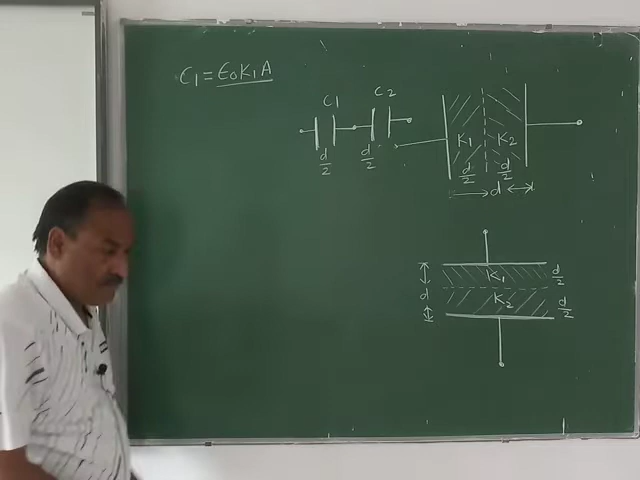 C₁ = ε₀K₁A
C₁ C₂
d/2 d/2
K₁ K₂
d/2 d/2
d
K₁ d/2
d
K₂ d/2